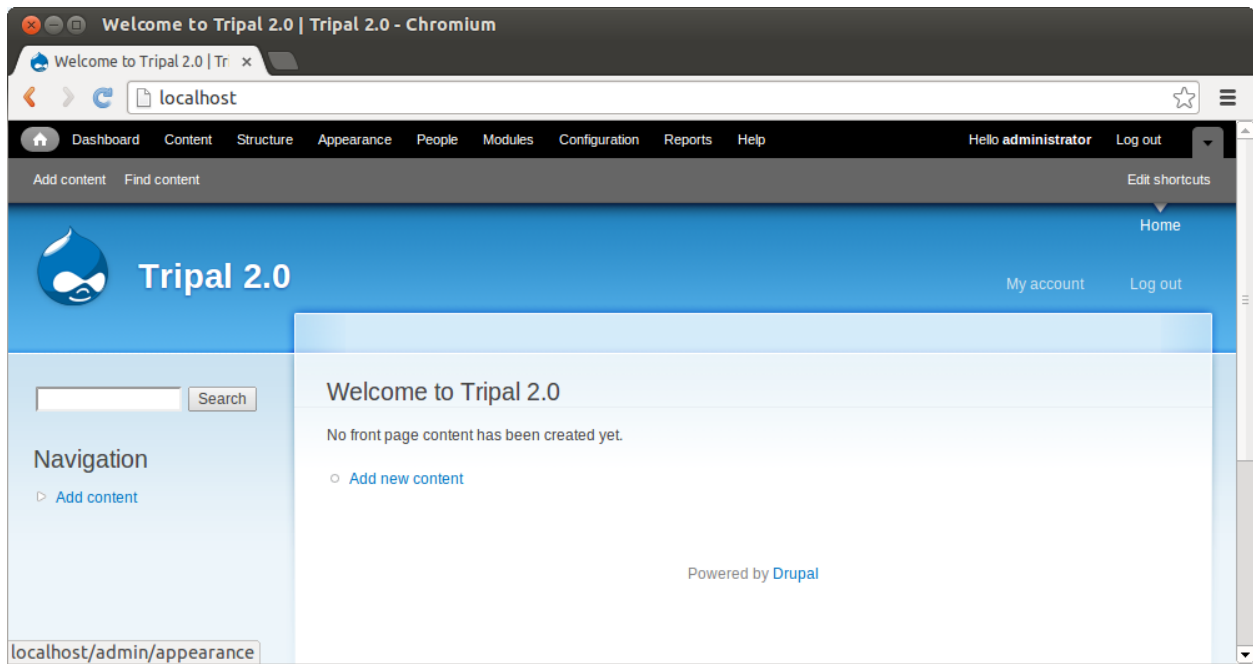 Welcome to Tripal 2.0 | Tripal 2.0 - Chromium
Welcome to Tripal 2.0 | Tri
localhost
Dashboard Content Structure Appearance People Modules Configuration Reports Help Hello administrator Log out
Add content Find content Edit shortcuts
Home
Tripal 2.0
My account Log out
Search
Welcome to Tripal 2.0
No front page content has been created yet.
Navigation
Add new content
Add content
Powered by Drupal
localhost/admin/appearance